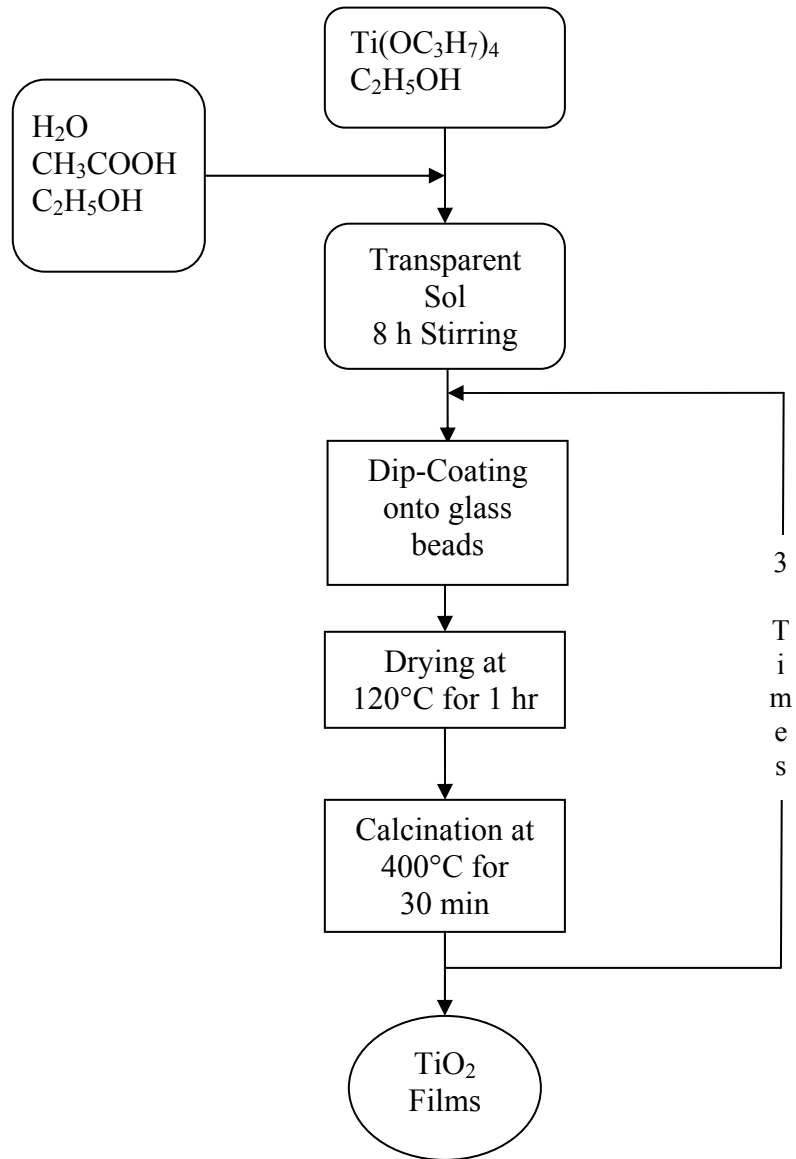 Ti(OC₃H₇)₄
C₂H₅OH
H₂O
CH₃COOH
C₂H₅OH
Transparent
Sol
8 h Stirring
Dip-Coating
onto glass
beads
3
T
i
m
e
s
Drying at
120°C for 1 hr
Calcination at
400°C for
30 min
TiO₂
Films